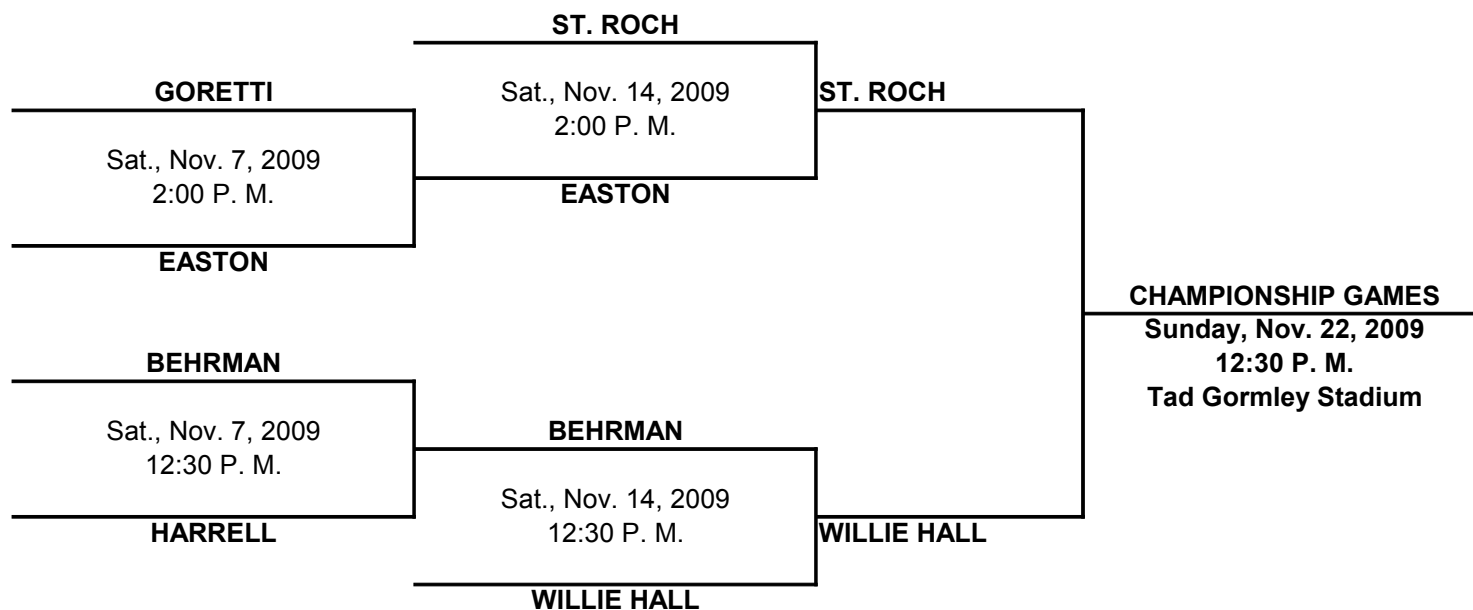 ST. ROCH
GORETTI
Sat., Nov. 14, 2009
2:00 P. M.
ST. ROCH
Sat., Nov. 7, 2009
2:00 P. M.
EASTON
EASTON
CHAMPIONSHIP GAMES
Sunday, Nov. 22, 2009
12:30 P. M.
Tad Gormley Stadium
BEHRMAN
Sat., Nov. 7, 2009
12:30 P. M.
BEHRMAN
HARRELL
Sat., Nov. 14, 2009
12:30 P. M.
WILLIE HALL
WILLIE HALL